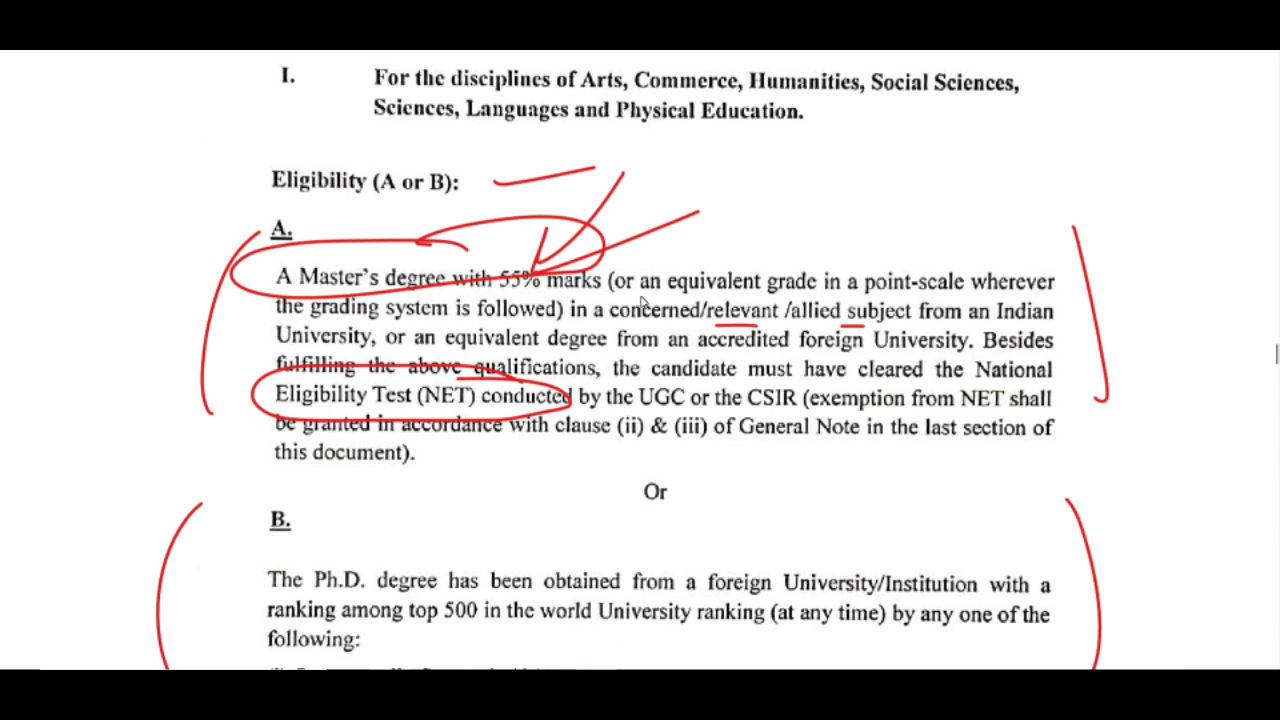 I. For the disciplines of Arts, Commerce, Humanities, Social Sciences,
Sciences, Languages and Physical Education.
Eligibility (A or B):
A.
A Master's degree with 55% marks (or an equivalent grade in a point-scale wherever
the grading system is followed) in a concerned/relevant /allied subject from an Indian
University, or an equivalent degree from an accredited foreign University. Besides
fulfilling the above qualifications, the candidate must have cleared the National
Eligibility Test (NET) conducted by the UGC or the CSIR (exemption from NET shall
be granted in accordance with clause (ii) & (iii) of General Note in the last section of
this document).
Or
B.
The Ph.D. degree has been obtained from a foreign University/Institution with a
ranking among top 500 in the world University ranking (at any time) by any one of the
following: